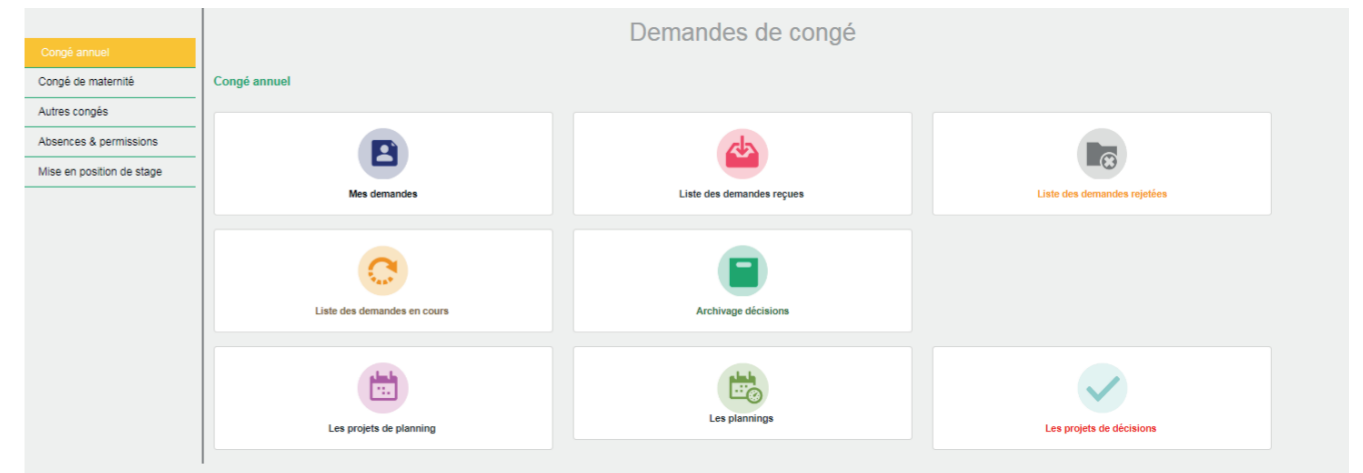 Demandes de congé
Congé annuel
Congé de maternité
Autres congés
Absences & permissions
Mise en position de stage
Congé annuel
Mes demandes
Liste des demandes reçues
Liste des demandes rejetées
Liste des demandes en cours
Archivage décisions
Les projets de planning
Les plannings
Les projets de décisions